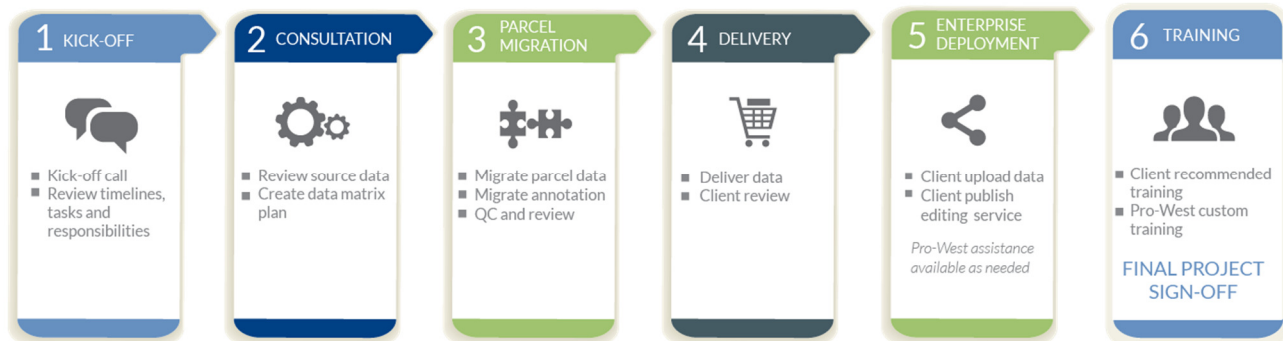 1 KICK-OFF
Kick-off call
Review timelines,
tasks and
responsibilities
2 CONSULTATION
Review source data
Create data matrix
plan
3 PARCEL
MIGRATION
Migrate parcel data
Migrate annotation
QC and review
4 DELIVERY
Deliver data
Client review
5 ENTERPRISE
DEPLOYMENT
Client upload data
Client publish
editing service
Pro-West assistance
available as needed
6 TRAINING
Client recommended
training
Pro-West custom
training
FINAL PROJECT
SIGN-OFF